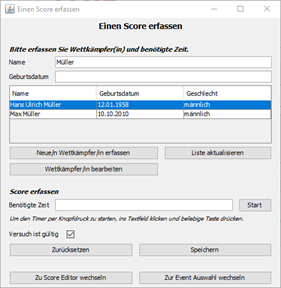 Einen Score erfassen
Einen Score erfassen
Bitte erfassen Sie Wettkämpfer(in) und benötigte Zeit.
Name Müller
Geburtsdatum
Name Geburtsdatum Geschlecht
Hans Ulrich Müller 12.01.1958 männlich
Max Müller 10.10.2010 männlich
Neue/n Wettkämpfer/in erfassen Liste aktualisieren
Wettkämpfer/in bearbeiten
Score erfassen
Benötigte Zeit Start
Um den Timer per Knopfdruck zu starten, ins Textfeld klicken und beliebige Taste drücken.
Versuch ist gültig
Zurücksetzen Speichern
Zu Score Editor wechseln Zur Event Auswahl wechseln